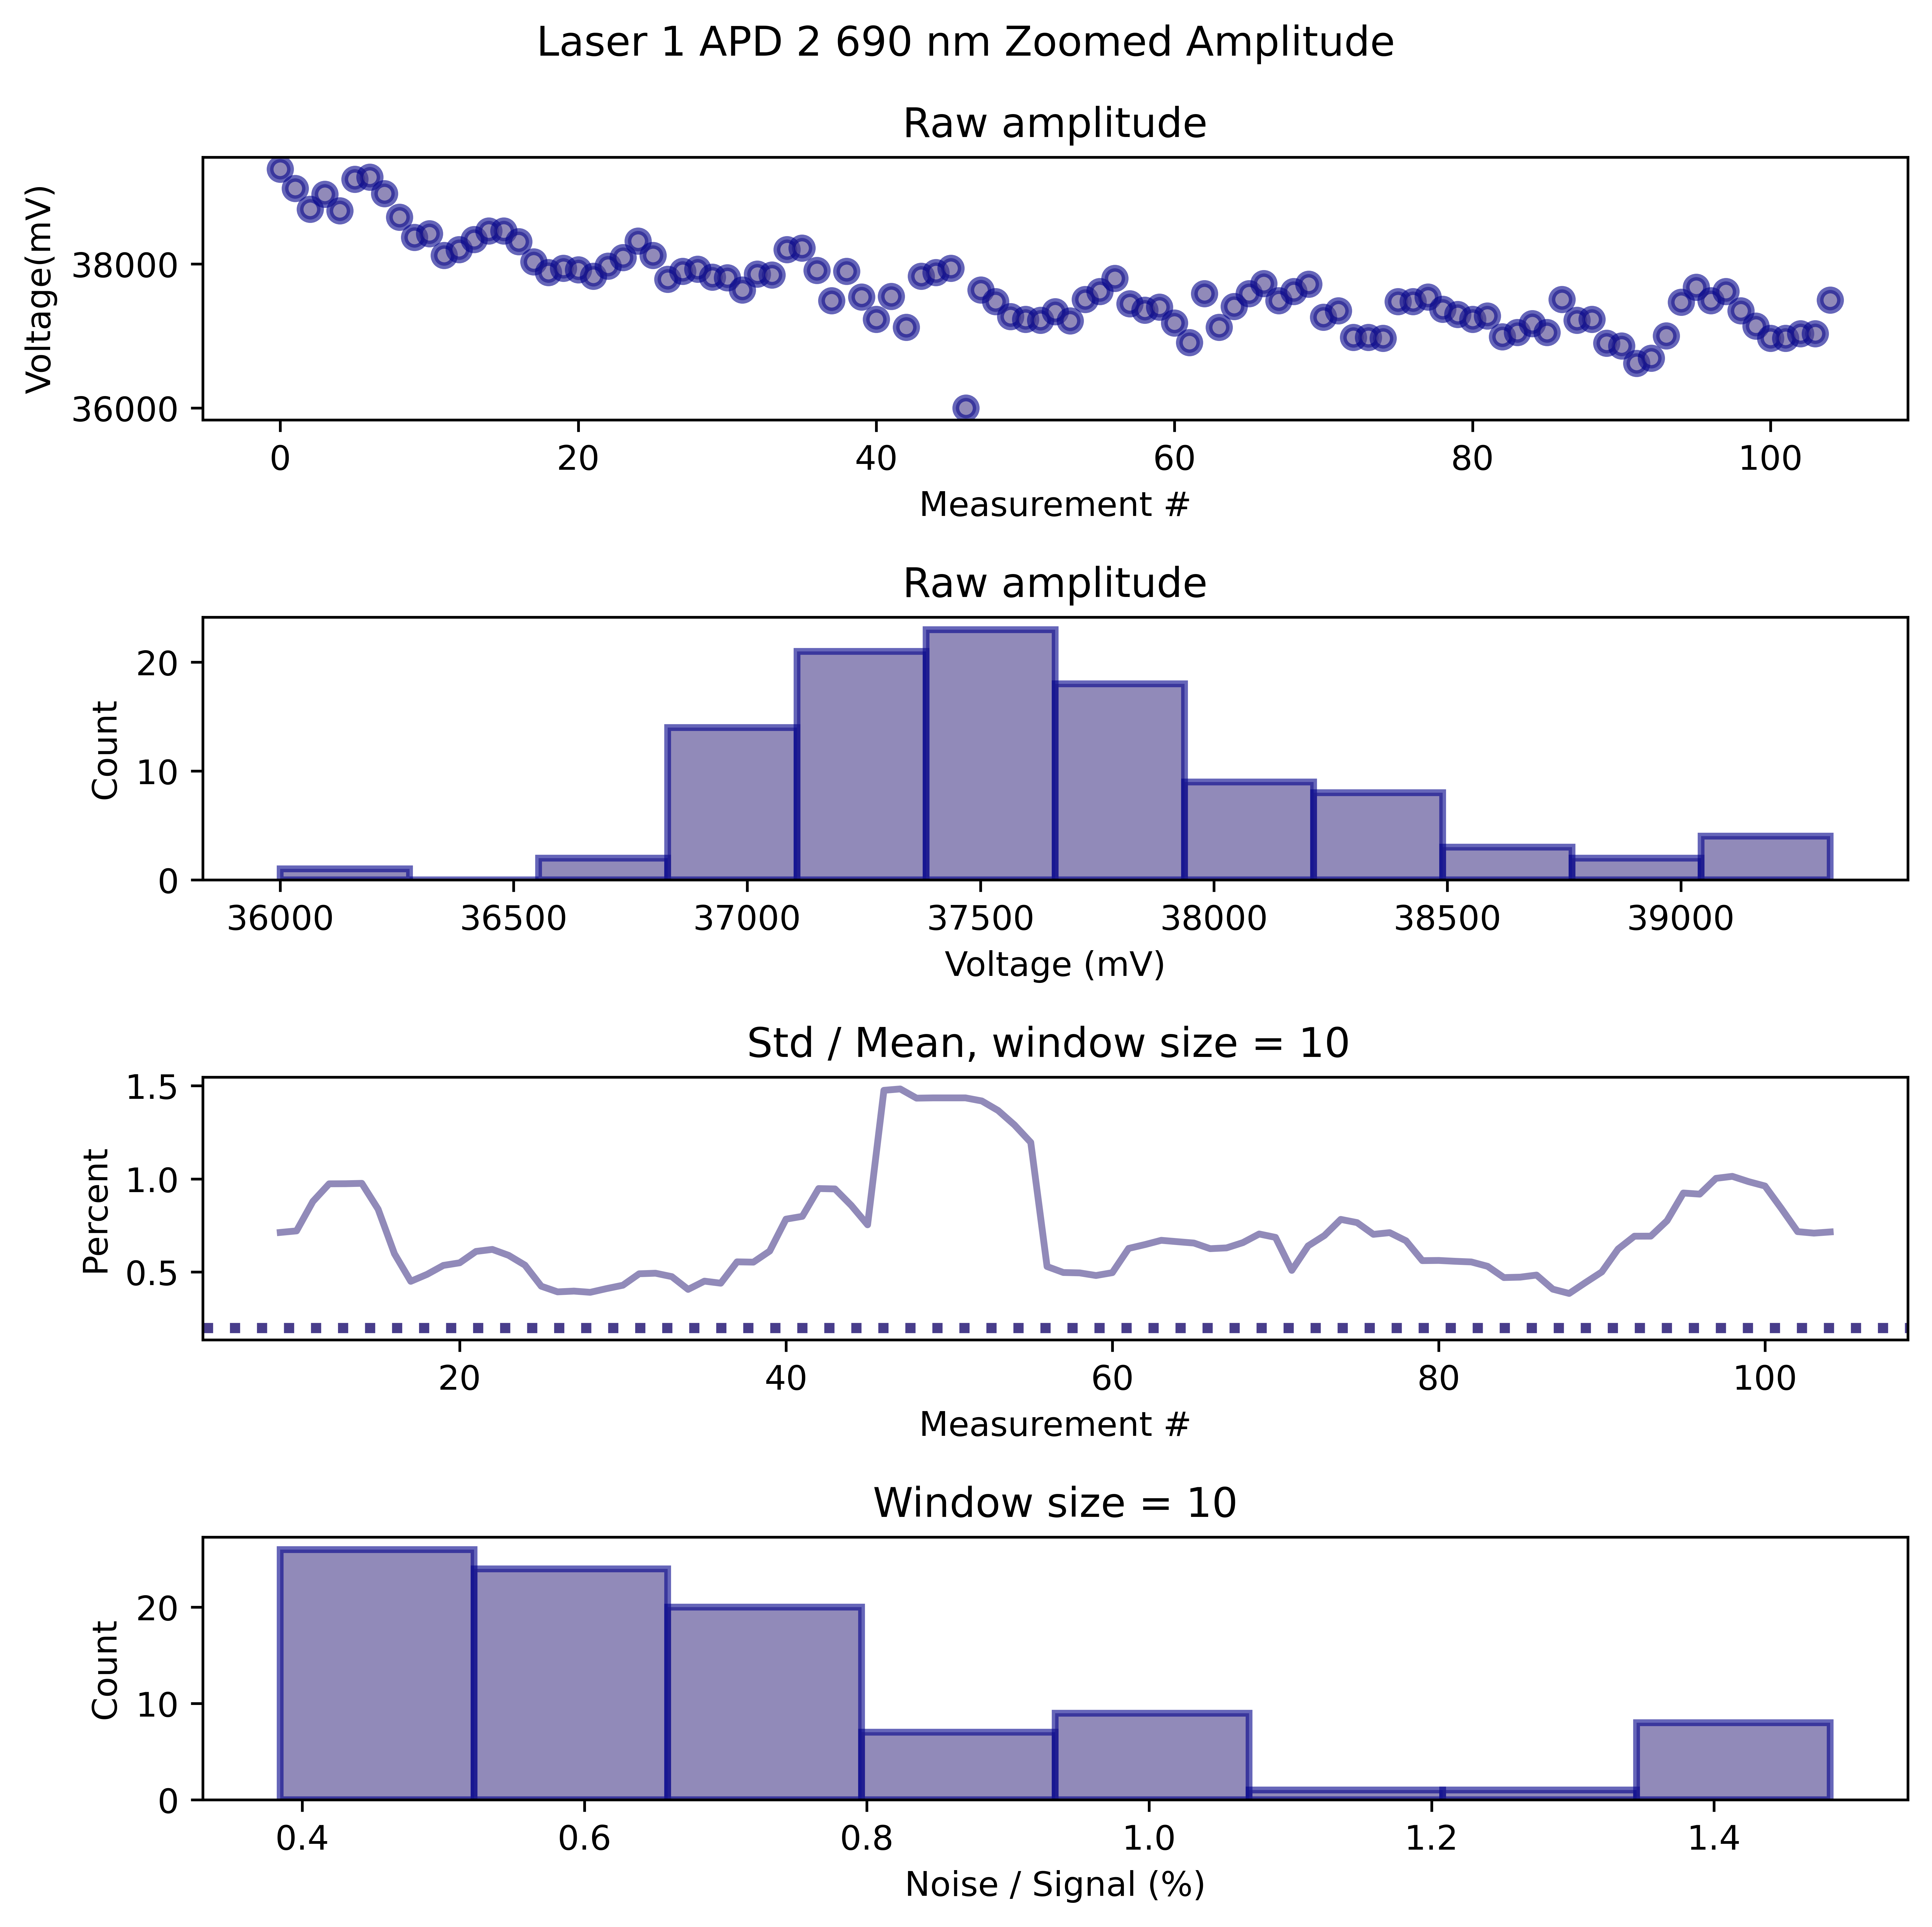 Laser 1 APD 2 690 nm Zoomed Amplitude
Raw amplitude
Voltage(mV)
38000
36000
0 20 40 60 80 100
Measurement #
Raw amplitude
Count
20
10
0
36000 36500 37000 37500 38000 38500 39000
Voltage (mV)
Std / Mean, window size = 10
Percent
1.5
1.0
0.5
20 40 60 80 100
Measurement #
Window size = 10
Count
20
10
0
0.4 0.6 0.8 1.0 1.2 1.4
Noise / Signal (%)